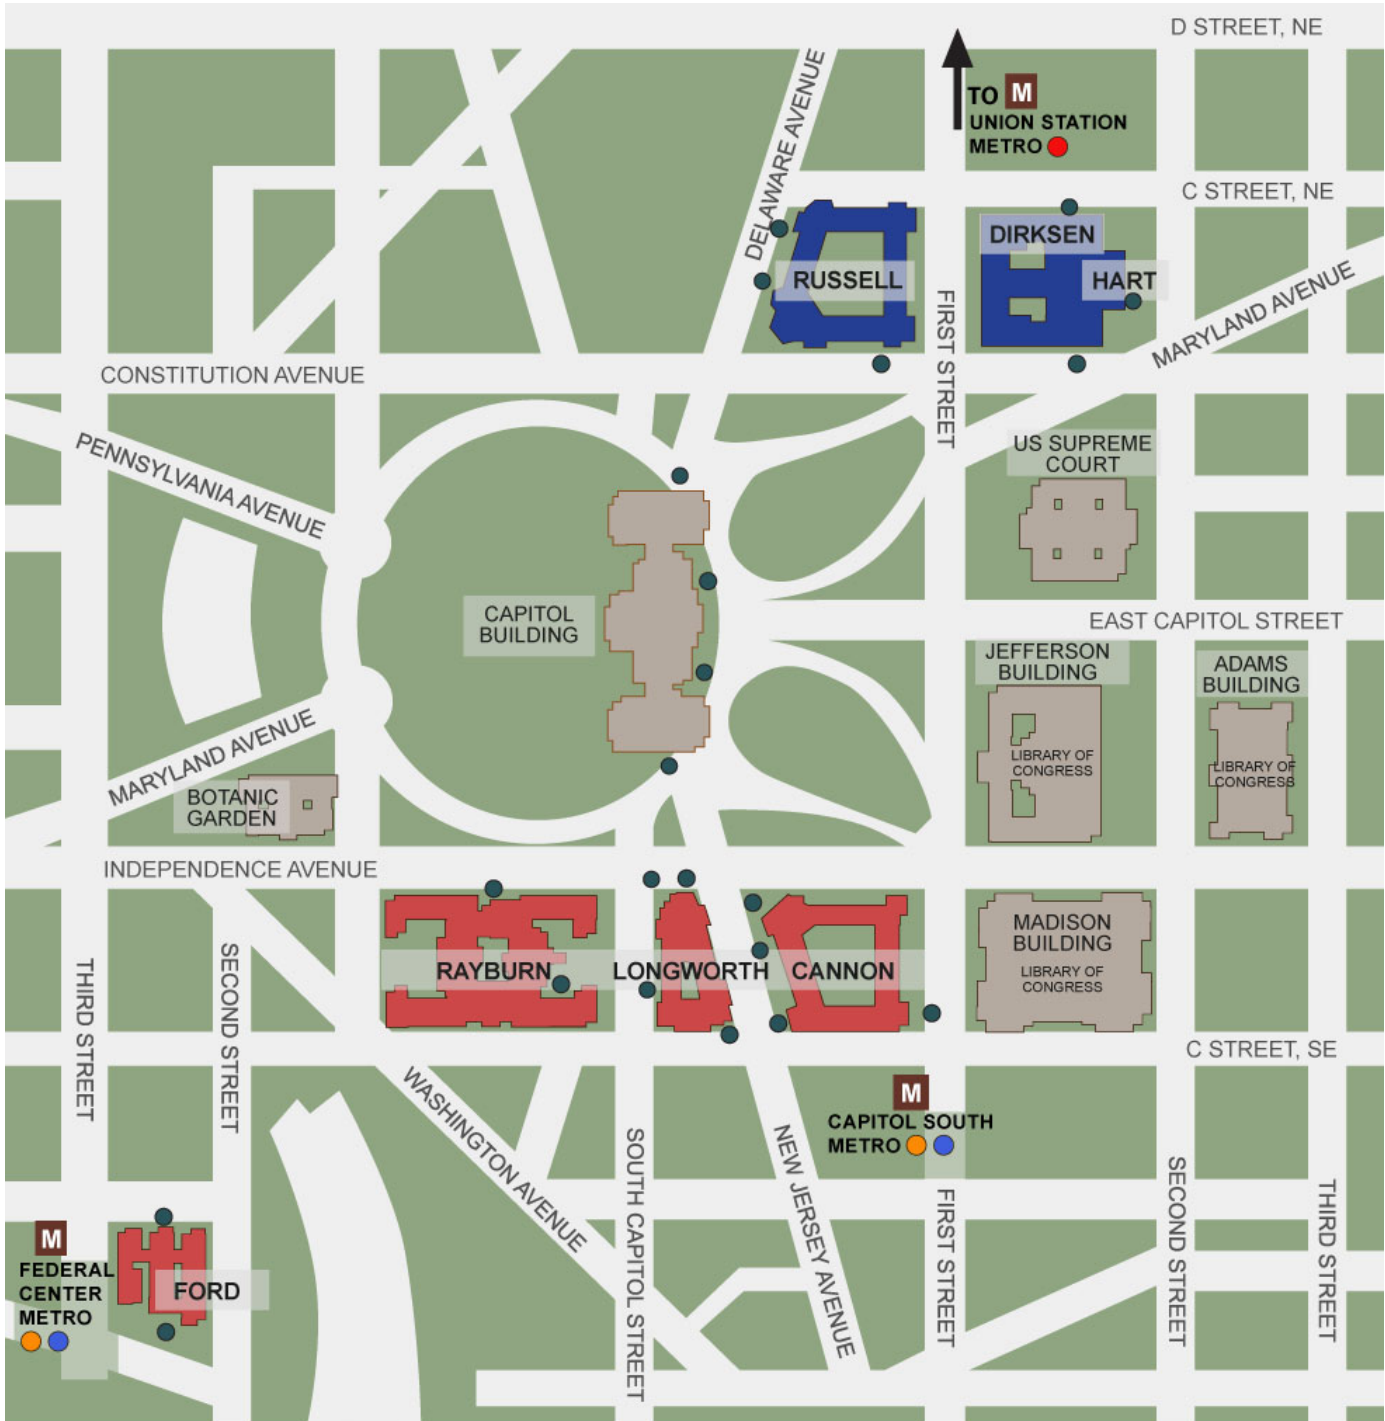 D STREET, NE
TO M
UNION STATION
METRO
DELAWARE AVENUE
C STREET, NE
DIRKSEN
RUSSELL
HART
MARYLAND AVENUE
FIRST STREET
CONSTITUTION AVENUE
PENNSYLVANIA AVENUE
US SUPREME
COURT
CAPITOL
BUILDING
EAST CAPITOL STREET
JEFFERSON
BUILDING
ADAMS
BUILDING
LIBRARY OF
CONGRESS
LIBRARY OF
CONGRESS
MARYLAND AVENUE
BOTANIC
GARDEN
INDEPENDENCE AVENUE
MADISON
BUILDING
LIBRARY OF
CONGRESS
RAYBURN
LONGWORTH
CANNON
THIRD STREET
SECOND STREET
C STREET, SE
WASHINGTON AVENUE
M
CAPITOL SOUTH
METRO
SOUTH CAPITOL STREET
NEW JERSEY AVENUE
FIRST STREET
SECOND STREET
THIRD STREET
M
FEDERAL
CENTER
METRO
FORD